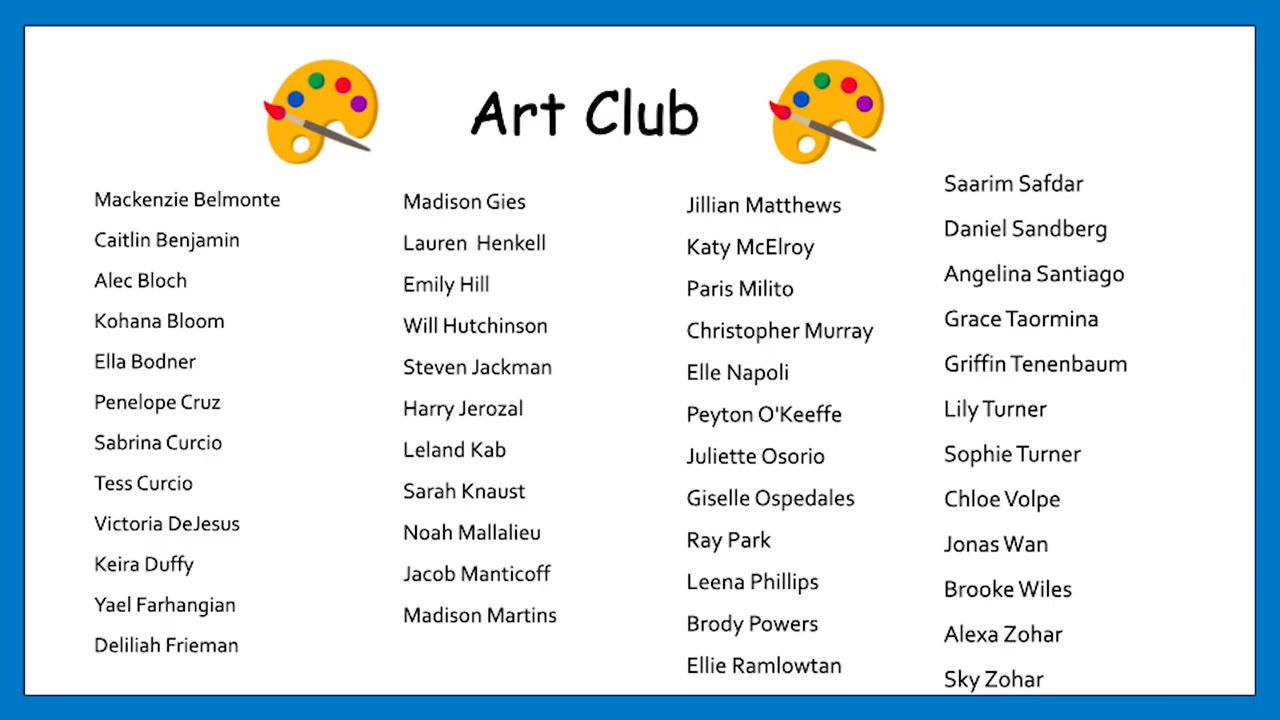 Art Club
Mackenzie Belmonte
Caitlin Benjamin
Alec Bloch
Kohana Bloom
Ella Bodner
Penelope Cruz
Sabrina Curcio
Tess Curcio
Victoria DeJesus
Keira Duffy
Yael Farhangian
Deliliah Frieman
Madison Gies
Lauren  Henkell
Emily Hill
Will Hutchinson
Steven Jackman
Harry Jerozal
Leland Kab
Sarah Knaust
Noah Mallalieu
Jacob Manticoff
Madison Martins
Jillian Matthews
Katy McElroy
Paris Milito
Christopher Murray
Elle Napoli
Peyton O'Keeffe
Juliette Osorio
Giselle Ospedales
Ray Park
Leena Phillips
Brody Powers
Ellie Ramlowtan
Saarim Safdar
Daniel Sandberg
Angelina Santiago
Grace Taormina
Griffin Tenenbaum
Lily Turner
Sophie Turner
Chloe Volpe
Jonas Wan
Brooke Wiles
Alexa Zohar
Sky Zohar